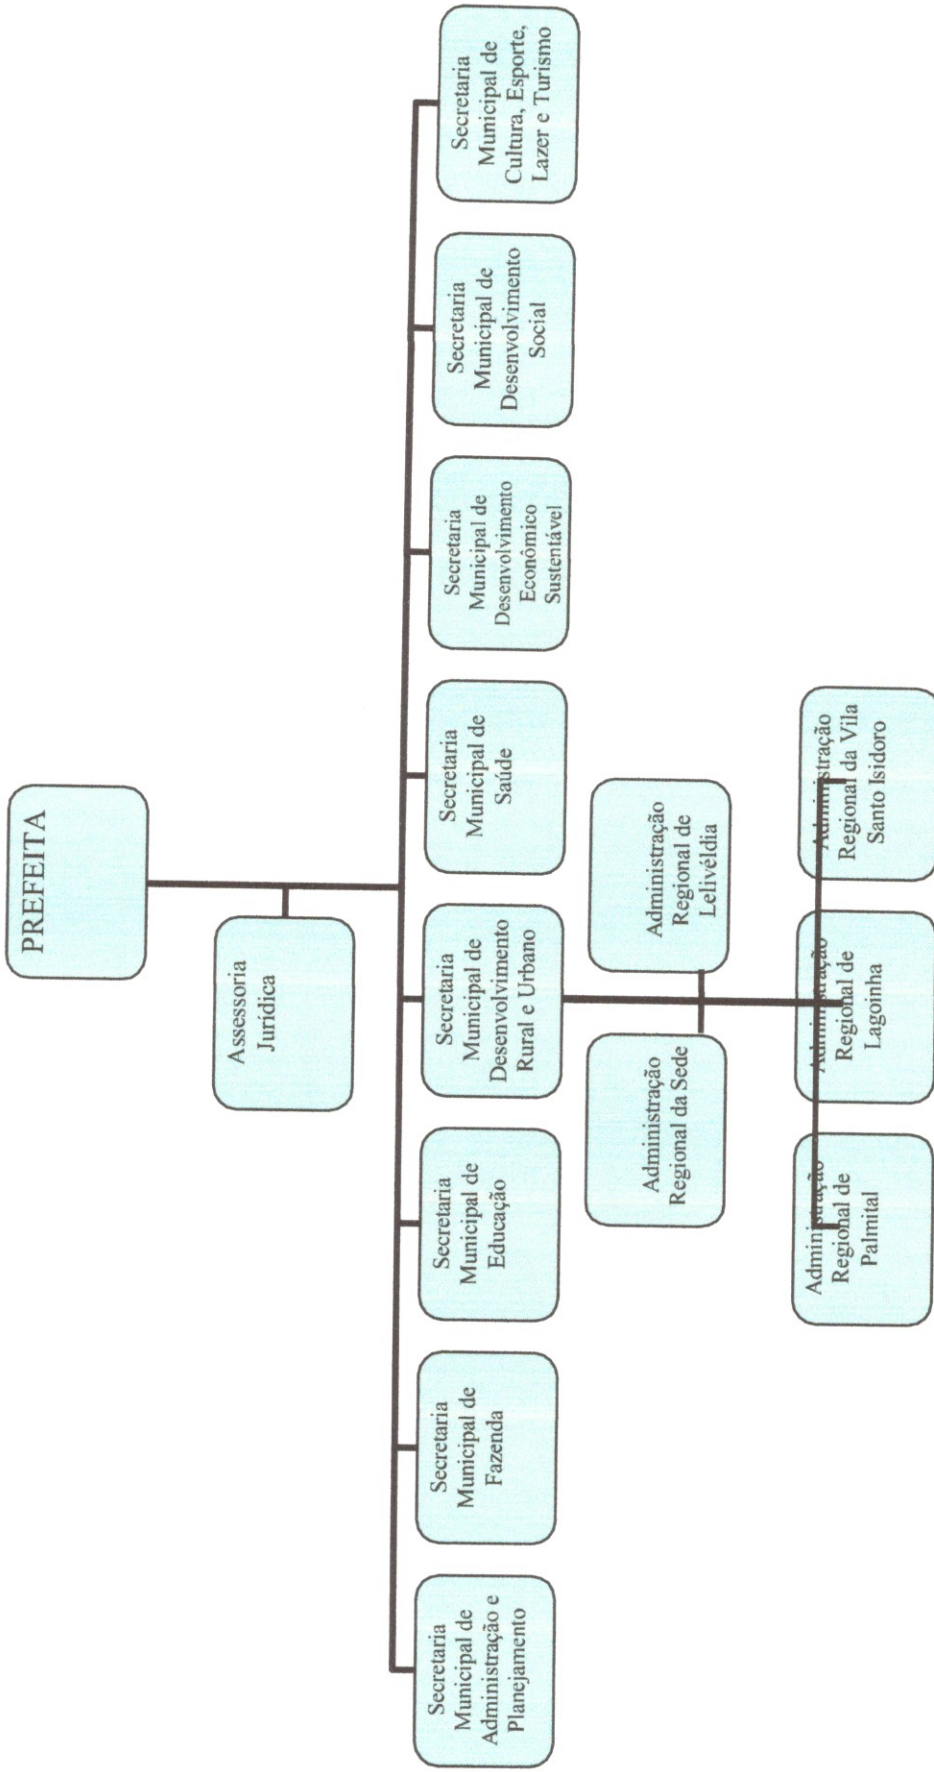 PREFEITA
Assessoria
Jurídica
Secretaria
Municipal de
Administração e
Planejamento
Secretaria
Municipal de
Fazenda
Secretaria
Municipal de
Educação
Secretaria
Municipal de
Desenvolvimento
Rural e Urbano
Secretaria
Municipal de
Saúde
Secretaria
Municipal de
Desenvolvimento
Econômico
Sustentável
Secretaria
Municipal de
Desenvolvimento
Social
Secretaria
Municipal de
Cultura, Esporte,
Lazer e Turismo
Administração
Regional da Sede
Administração
Regional de
Lelivéldia
Administração
Regional de
Palmital
Administração
Regional de
Lagoinha
Administração
Regional da Vila
Santo Isidoro